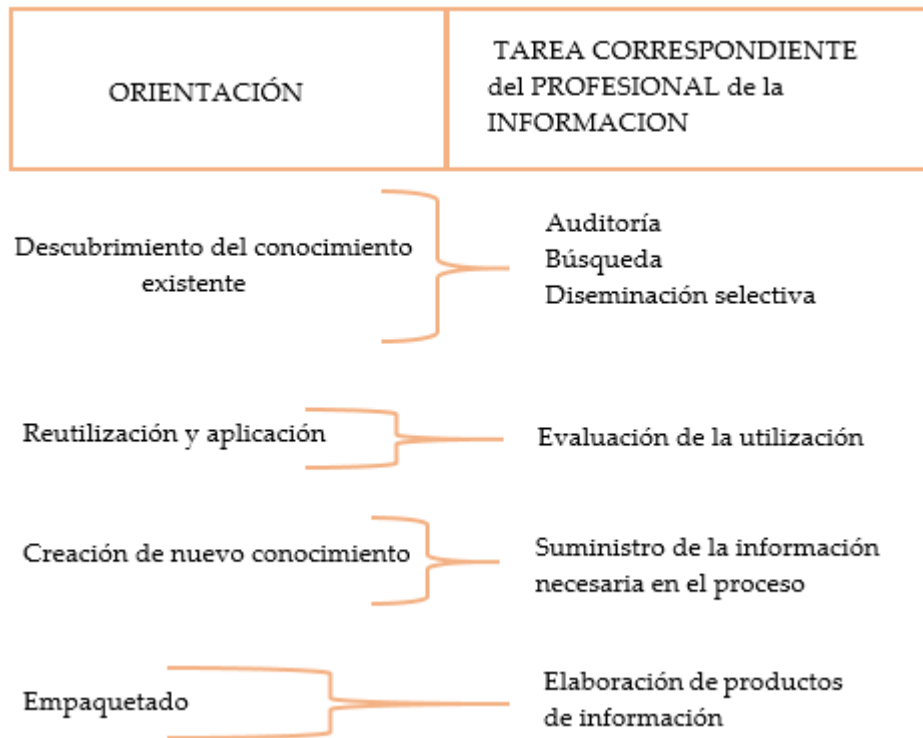 ORIENTACIÓN
TAREA CORRESPONDIENTE
del PROFESIONAL de la
INFORMACION
Descubrimiento del conocimiento
existente
Auditoría
Búsqueda
Diseminación selectiva
Reutilización y aplicación
Evaluación de la utilización
Creación de nuevo conocimiento
Suministro de la información
necesaria en el proceso
Empaquetado
Elaboración de productos
de información